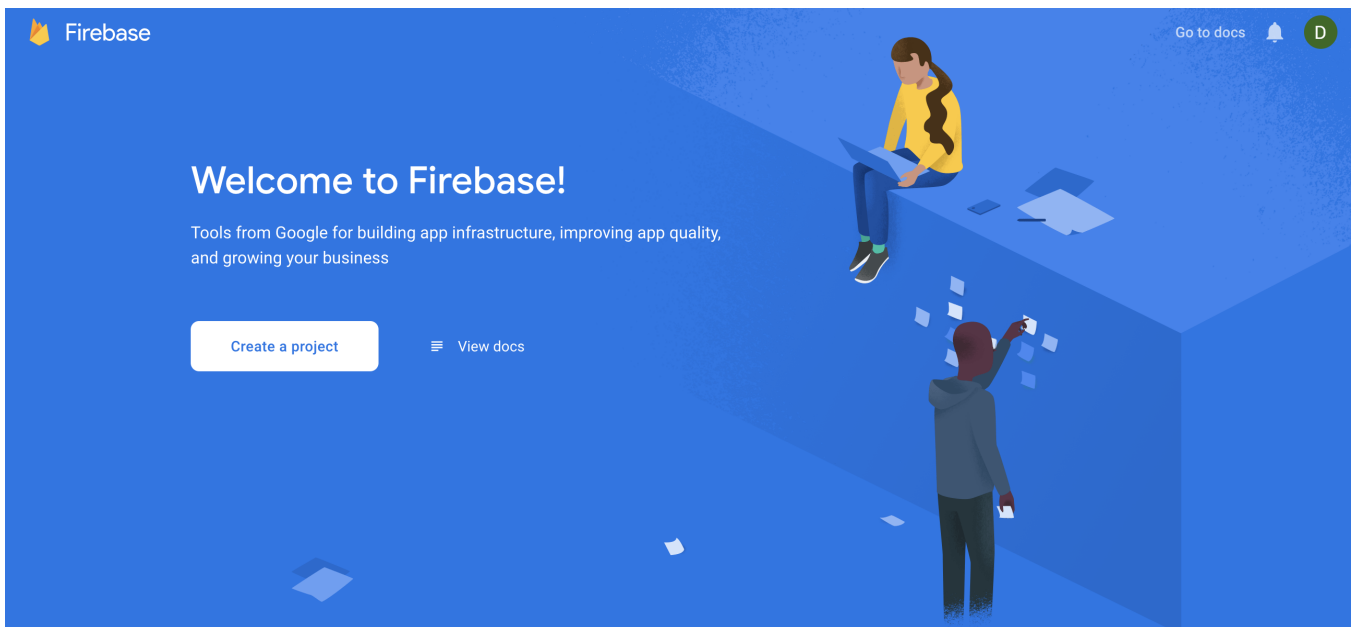 Firebase
Go to docs
D
Welcome to Firebase!
Tools from Google for building app infrastructure, improving app quality,
and growing your business
Create a project
View docs